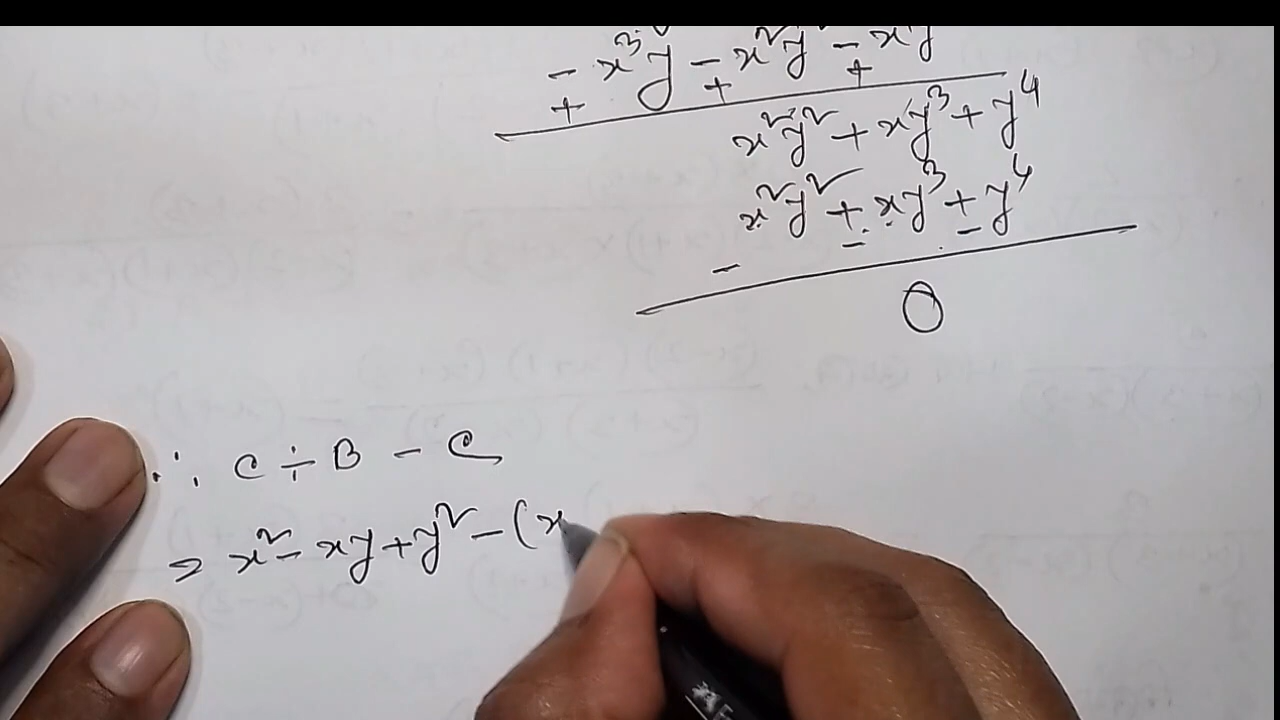 - x³y - x²y² - xy³
+ + +
x²y² + xy³ + y⁴
x²y² + xy³ + y⁴
- - -
0
∴ C ÷ B - C
= x² - xy + y² - (x